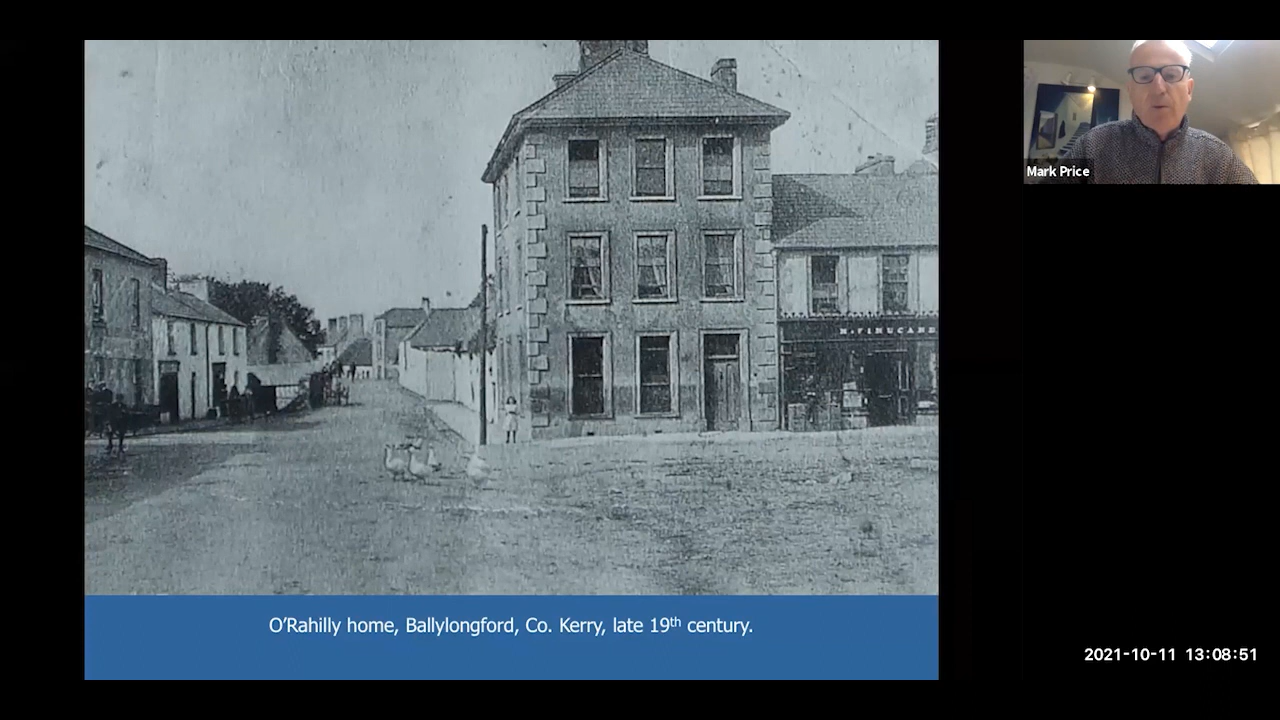 N. FINUCANE
Mark Price
O'Rahilly home, Ballylongford, Co. Kerry, late 19th century.
2021-10-11 13:08:51